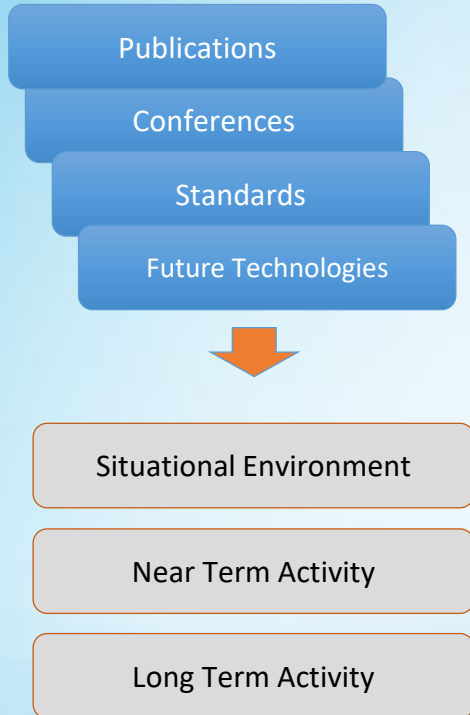 Publications
Conferences
Standards
Future Technologies
Situational Environment
Near Term Activity
Long Term Activity